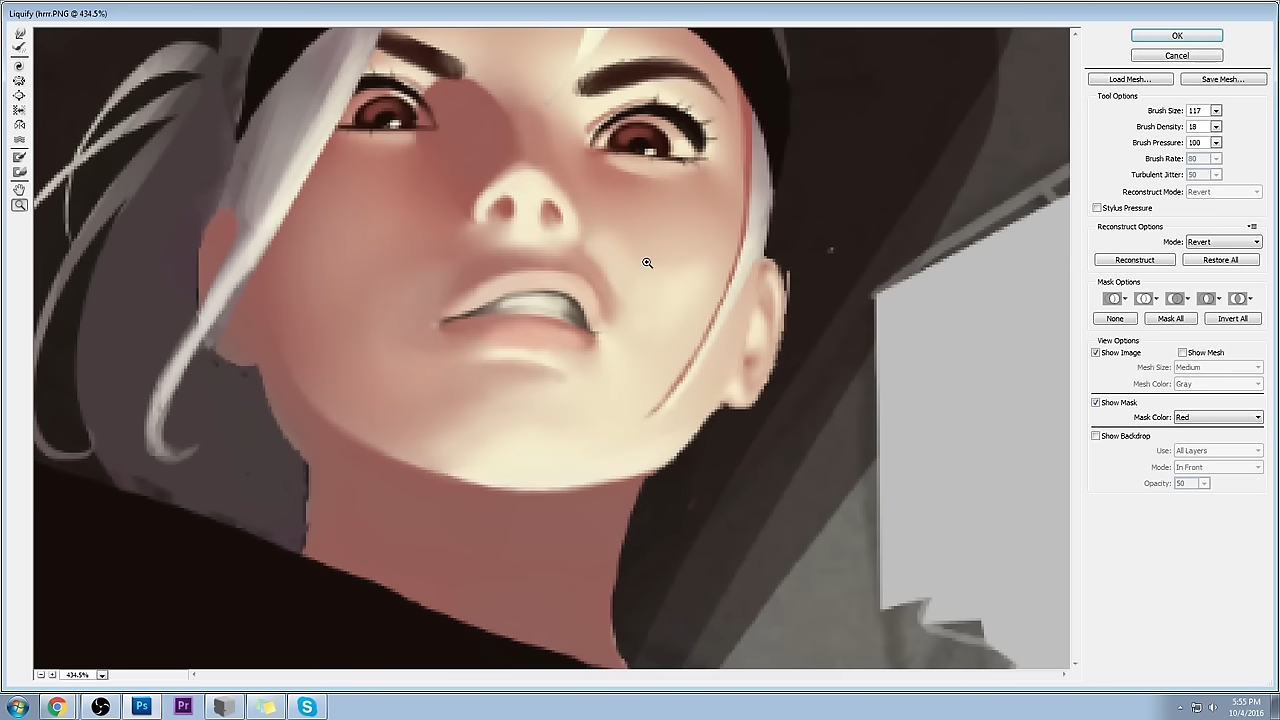 Liquify (hrrr.PNG @ 434.5%)
OK
Cancel
Load Mesh... Save Mesh...
Tool Options
Brush Size: 117
Brush Density: 18
Brush Pressure: 100
Brush Rate: 80
Turbulent Jitter: 50
Reconstruct Mode: Revert
Stylus Pressure
Reconstruct Options
Mode: Revert
Reconstruct Restore All
Mask Options
None Mask All Invert All
View Options
Show Image Show Mesh
Mesh Size: Medium
Mesh Color: Gray
Show Mask
Mask Color: Red
Show Backdrop
Use: All Layers
Mode: In Front
Opacity: 50
434.5%
Ps Pr S
5:55 PM
10/4/2016